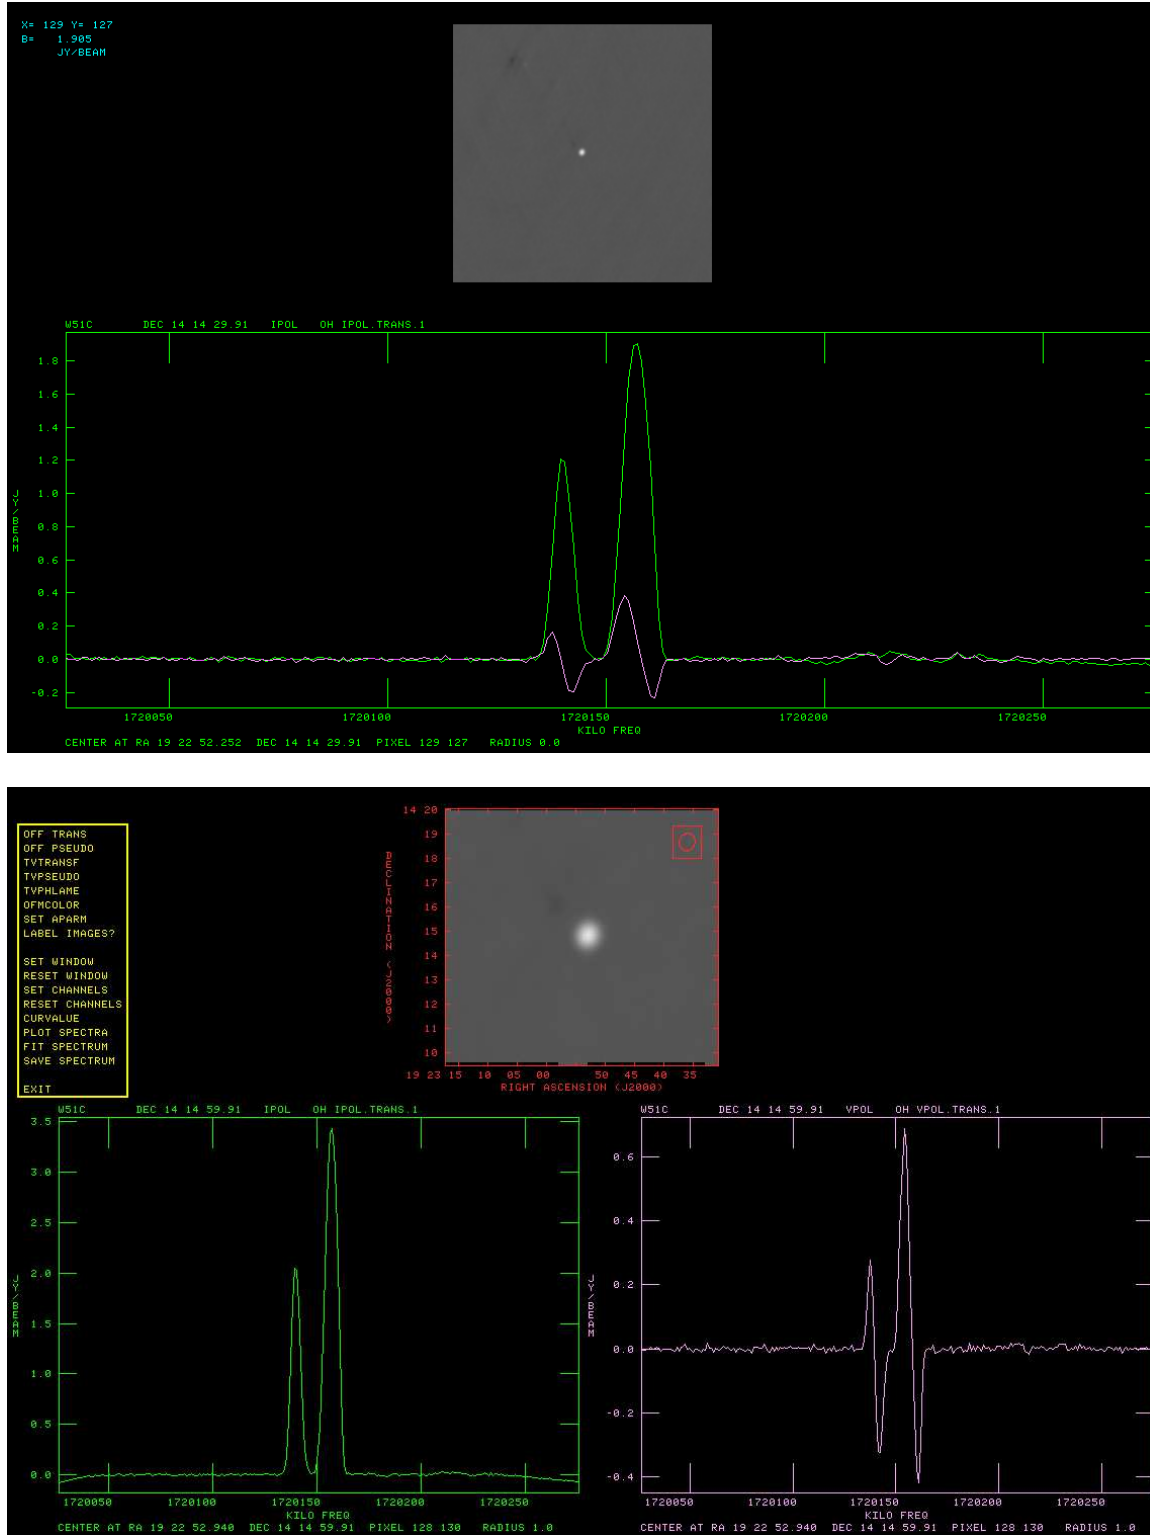 X= 129 Y= 127
B= 1.905
JY/BEAM
W51C DEC 14 14 29.91 IPOL OH IPOL.TRANS.1
1.8
1.6
1.4
1.2
1.0
0.8
0.6
0.4
0.2
0.0
-0.2
JY/BEAM
1720050 1720100 1720150 1720200 1720250
KILO FREQ
CENTER AT RA 19 22 52.252 DEC 14 14 29.91 PIXEL 129 127 RADIUS 0.0
OFF TRANS
OFF PSEUDO
TVTRANSF
TVPSEUDO
TVPHLAME
OFMCOLOR
SET APARM
LABEL IMAGES?
SET WINDOW
RESET WINDOW
SET CHANNELS
RESET CHANNELS
CURVALUE
PLOT SPECTRA
FIT SPECTRUM
SAVE SPECTRUM
EXIT
14 20
19
18
17
16
15
14
13
12
11
10
DECLINATION (J2000)
19 23 15 10 05 00 50 45 40 35
RIGHT ASCENSION (J2000)
W51C DEC 14 14 59.91 IPOL OH IPOL.TRANS.1
3.5
3.0
2.5
2.0
1.5
1.0
0.5
0.0
JY/BEAM
1720050 1720100 1720150 1720200 1720250
KILO FREQ
CENTER AT RA 19 22 52.940 DEC 14 14 59.91 PIXEL 128 130 RADIUS 1.0
W51C DEC 14 14 59.91 VPOL OH VPOL.TRANS.1
0.6
0.4
0.2
0.0
-0.2
-0.4
JY/BEAM
1720050 1720100 1720150 1720200 1720250
KILO FREQ
CENTER AT RA 19 22 52.940 DEC 14 14 59.91 PIXEL 128 130 RADIUS 1.0